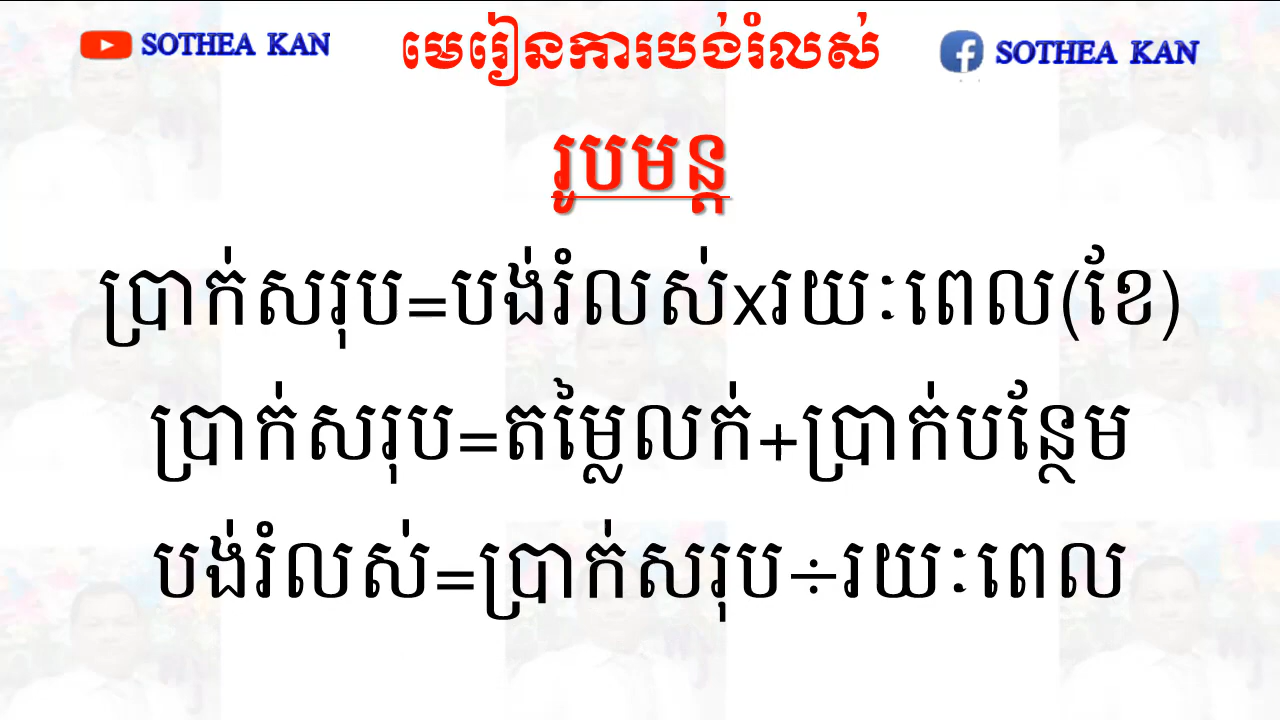 SOTHEA KAN មេរៀនការបង់រំលស់ SOTHEA KAN
រូបមន្ត
ប្រាក់សរុប=បង់រំលស់xរយៈពេល(ខែ)
ប្រាក់សរុប=តម្លៃលក់+ប្រាក់បន្ថែម
បង់រំលស់=ប្រាក់សរុប÷រយៈពេល